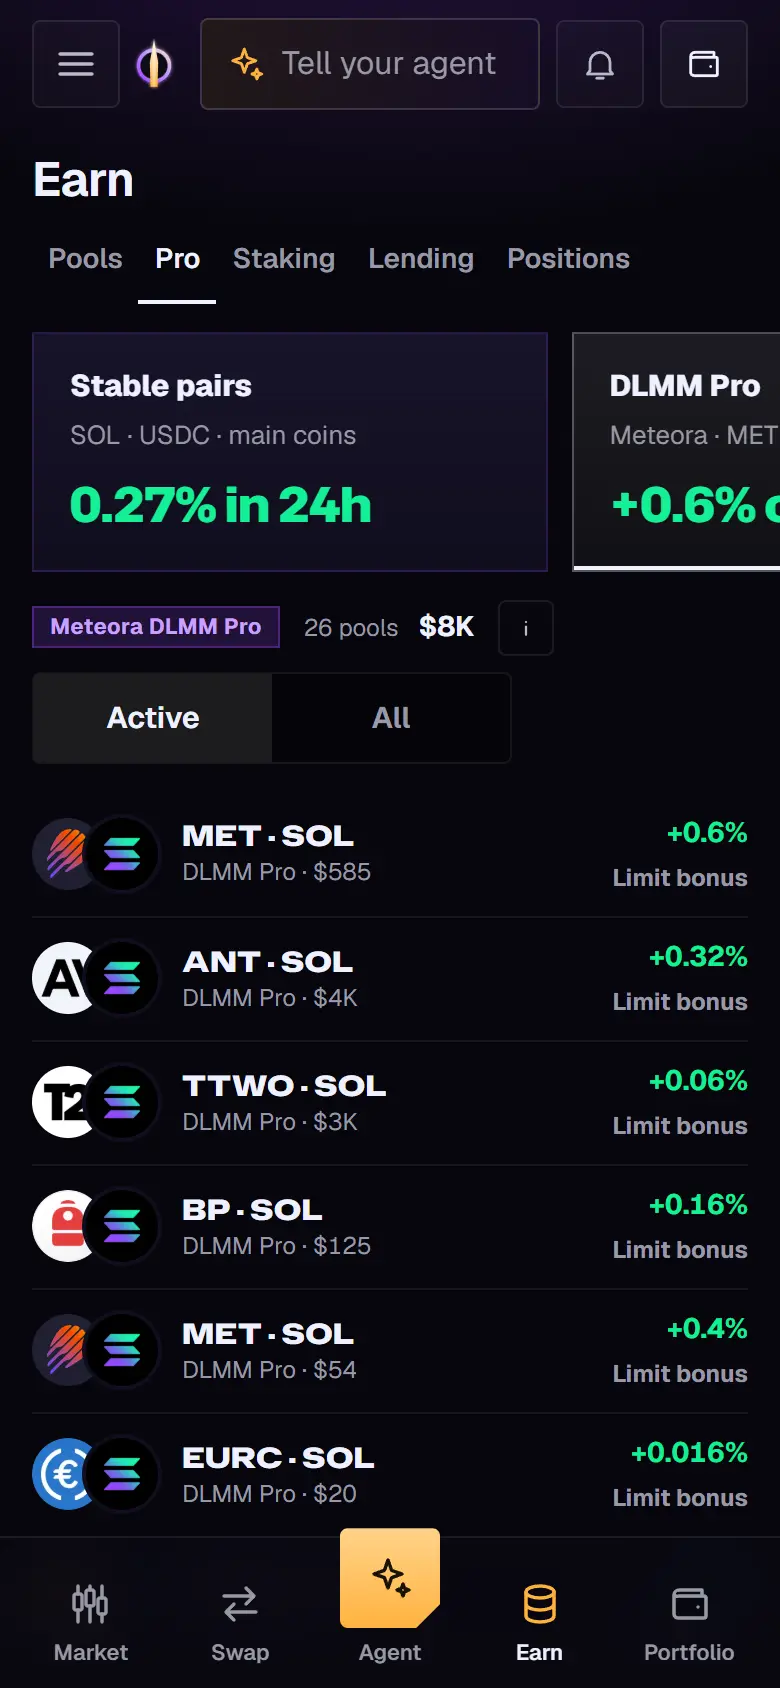 Tell your agent
Earn
Pools Pro Staking Lending Positions
Stable pairs
SOL · USDC · main coins
0.27% in 24h
DLMM Pro
Meteora · MET
+0.6%
Meteora DLMM Pro 26 pools $8K i
Active All
MET · SOL
DLMM Pro · $585
+0.6%
Limit bonus
ANT · SOL
DLMM Pro · $4K
+0.32%
Limit bonus
T2
TTWO · SOL
DLMM Pro · $3K
+0.06%
Limit bonus
BP · SOL
DLMM Pro · $125
+0.16%
Limit bonus
MET · SOL
DLMM Pro · $54
+0.4%
Limit bonus
€
EURC · SOL
DLMM Pro · $20
+0.016%
Limit bonus
Market Swap Agent Earn Portfolio